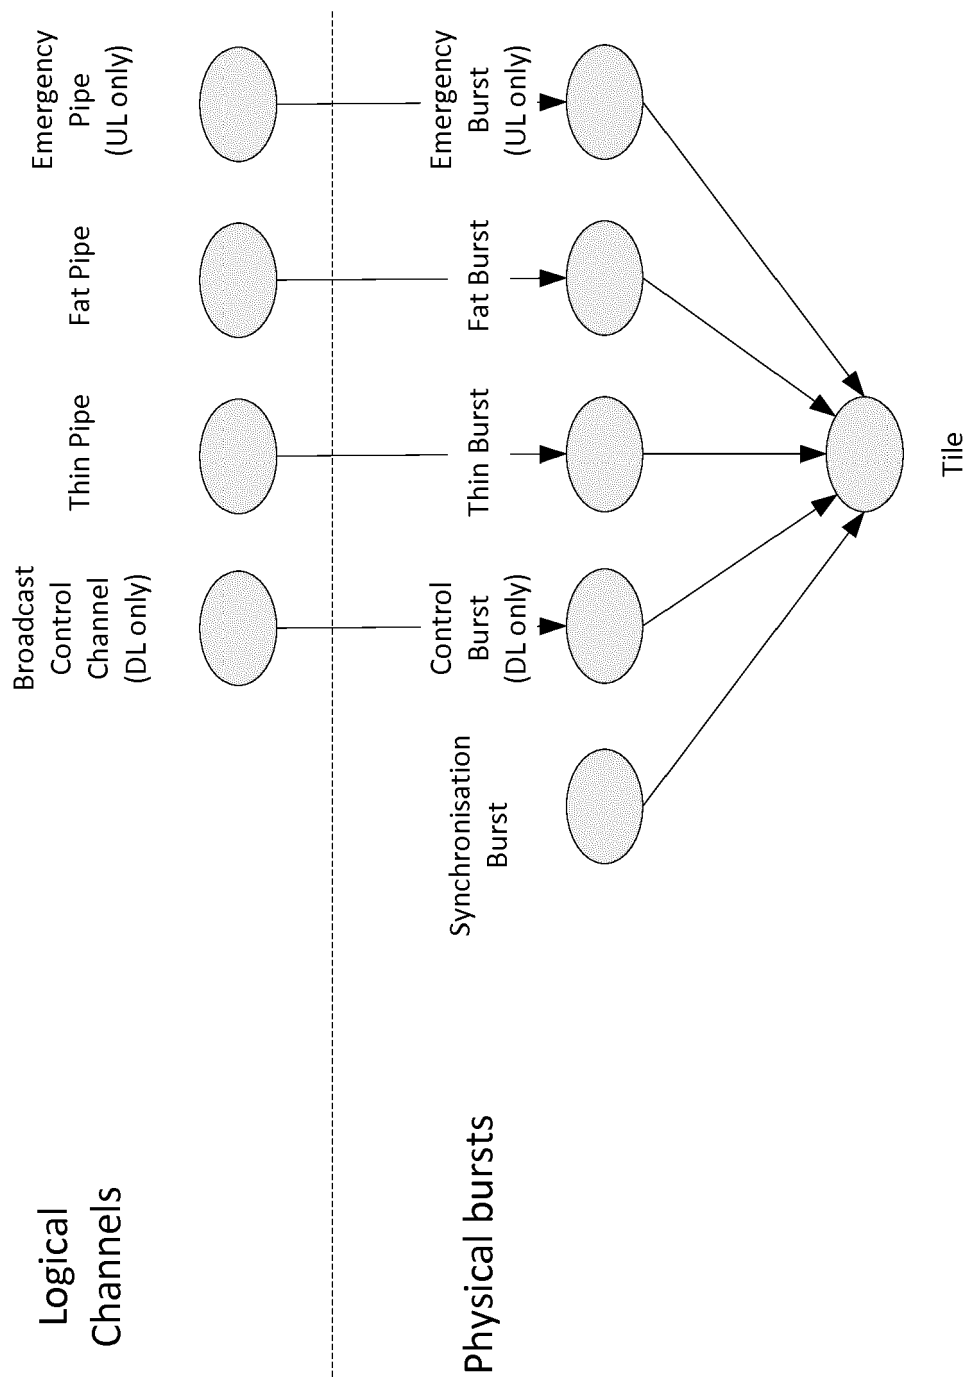 Logical
Channels
Broadcast
Control
Channel
(DL only)
Thin Pipe
Fat Pipe
Emergency
Pipe
(UL only)
Physical bursts
Synchronisation
Burst
Control
Burst
(DL only)
Thin Burst
Fat Burst
Emergency
Burst
(UL only)
Tile